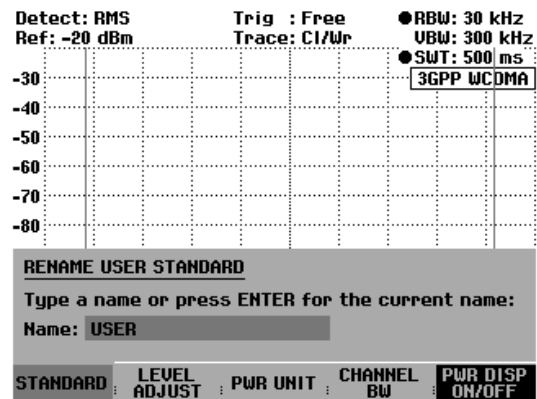 Detect: RMS Trig : Free ●RBW: 30 kHz
Ref: -20 dBm Trace: Cl/Wr VBW: 300 kHz
●SWT: 500 ms
3GPP WCDMA
-30
-40
-50
-60
-70
-80
RENAME USER STANDARD
Type a name or press ENTER for the current name:
Name: USER
STANDARD LEVEL ADJUST PWR UNIT CHANNEL BW PWR DISP ON/OFF